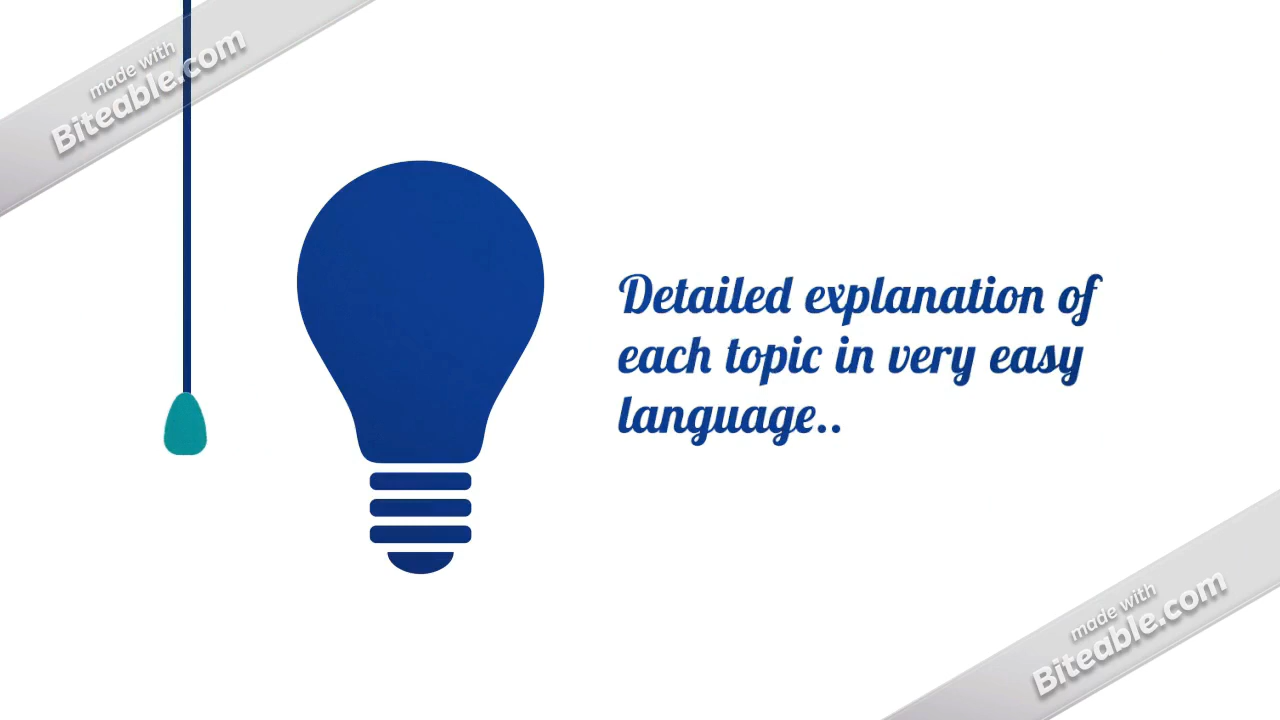 made with
Biteable.com
Detailed explanation of
each topic in very easy
language..
made with
Biteable.com